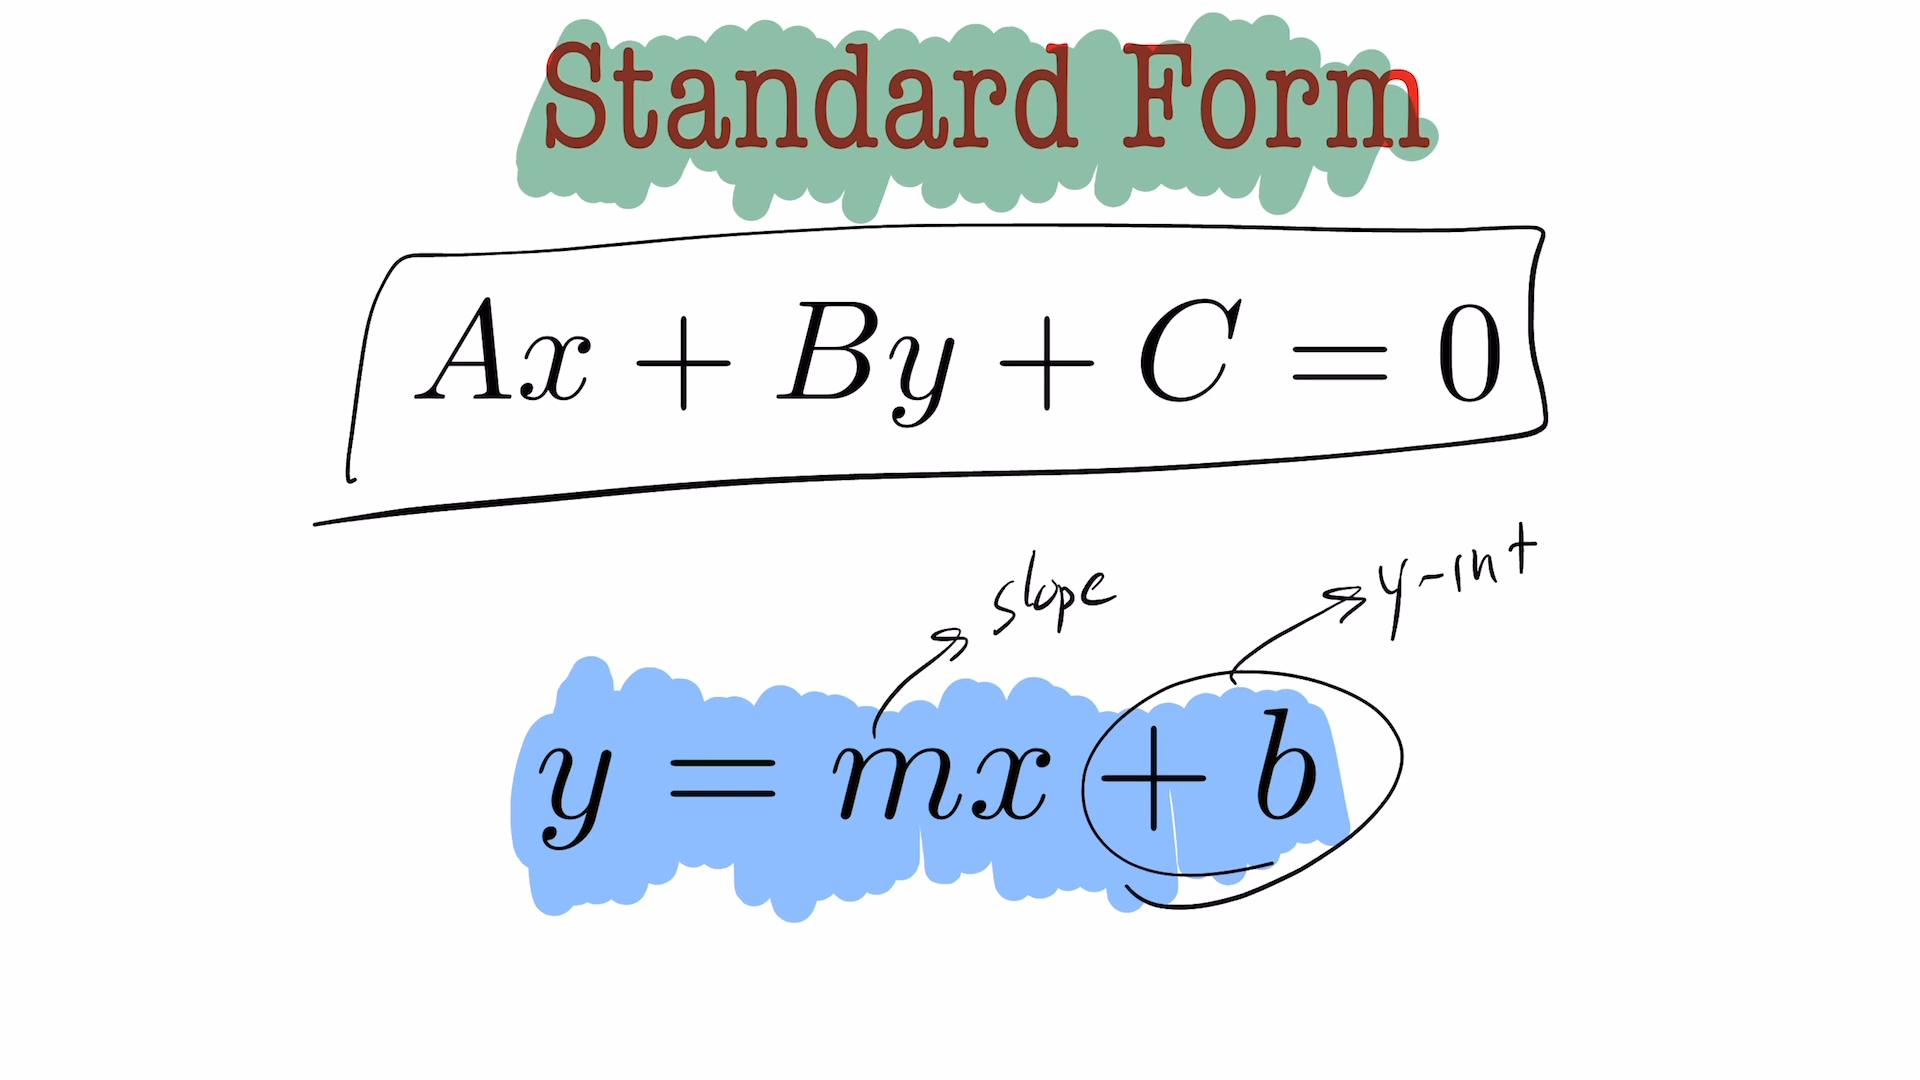 Standard Form
Ax + By + C = 0
slope
y-int
y = mx + b